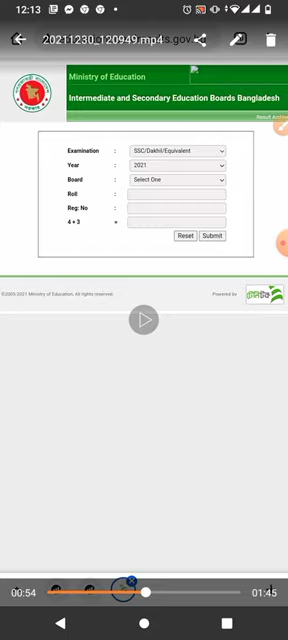 12:13
20211230_120949.mp4
s.gov
Ministry of Education
Intermediate and Secondary Education Boards Bangladesh
Result Archive
Examination : SSC/Dakhil/Equivalent
Year : 2021
Board : Select One
Roll :
Reg: No :
4 + 3 =
Reset Submit
©2005-2021 Ministry of Education, All rights reserved.
Powered by
টেলিটক
00:54
01:45